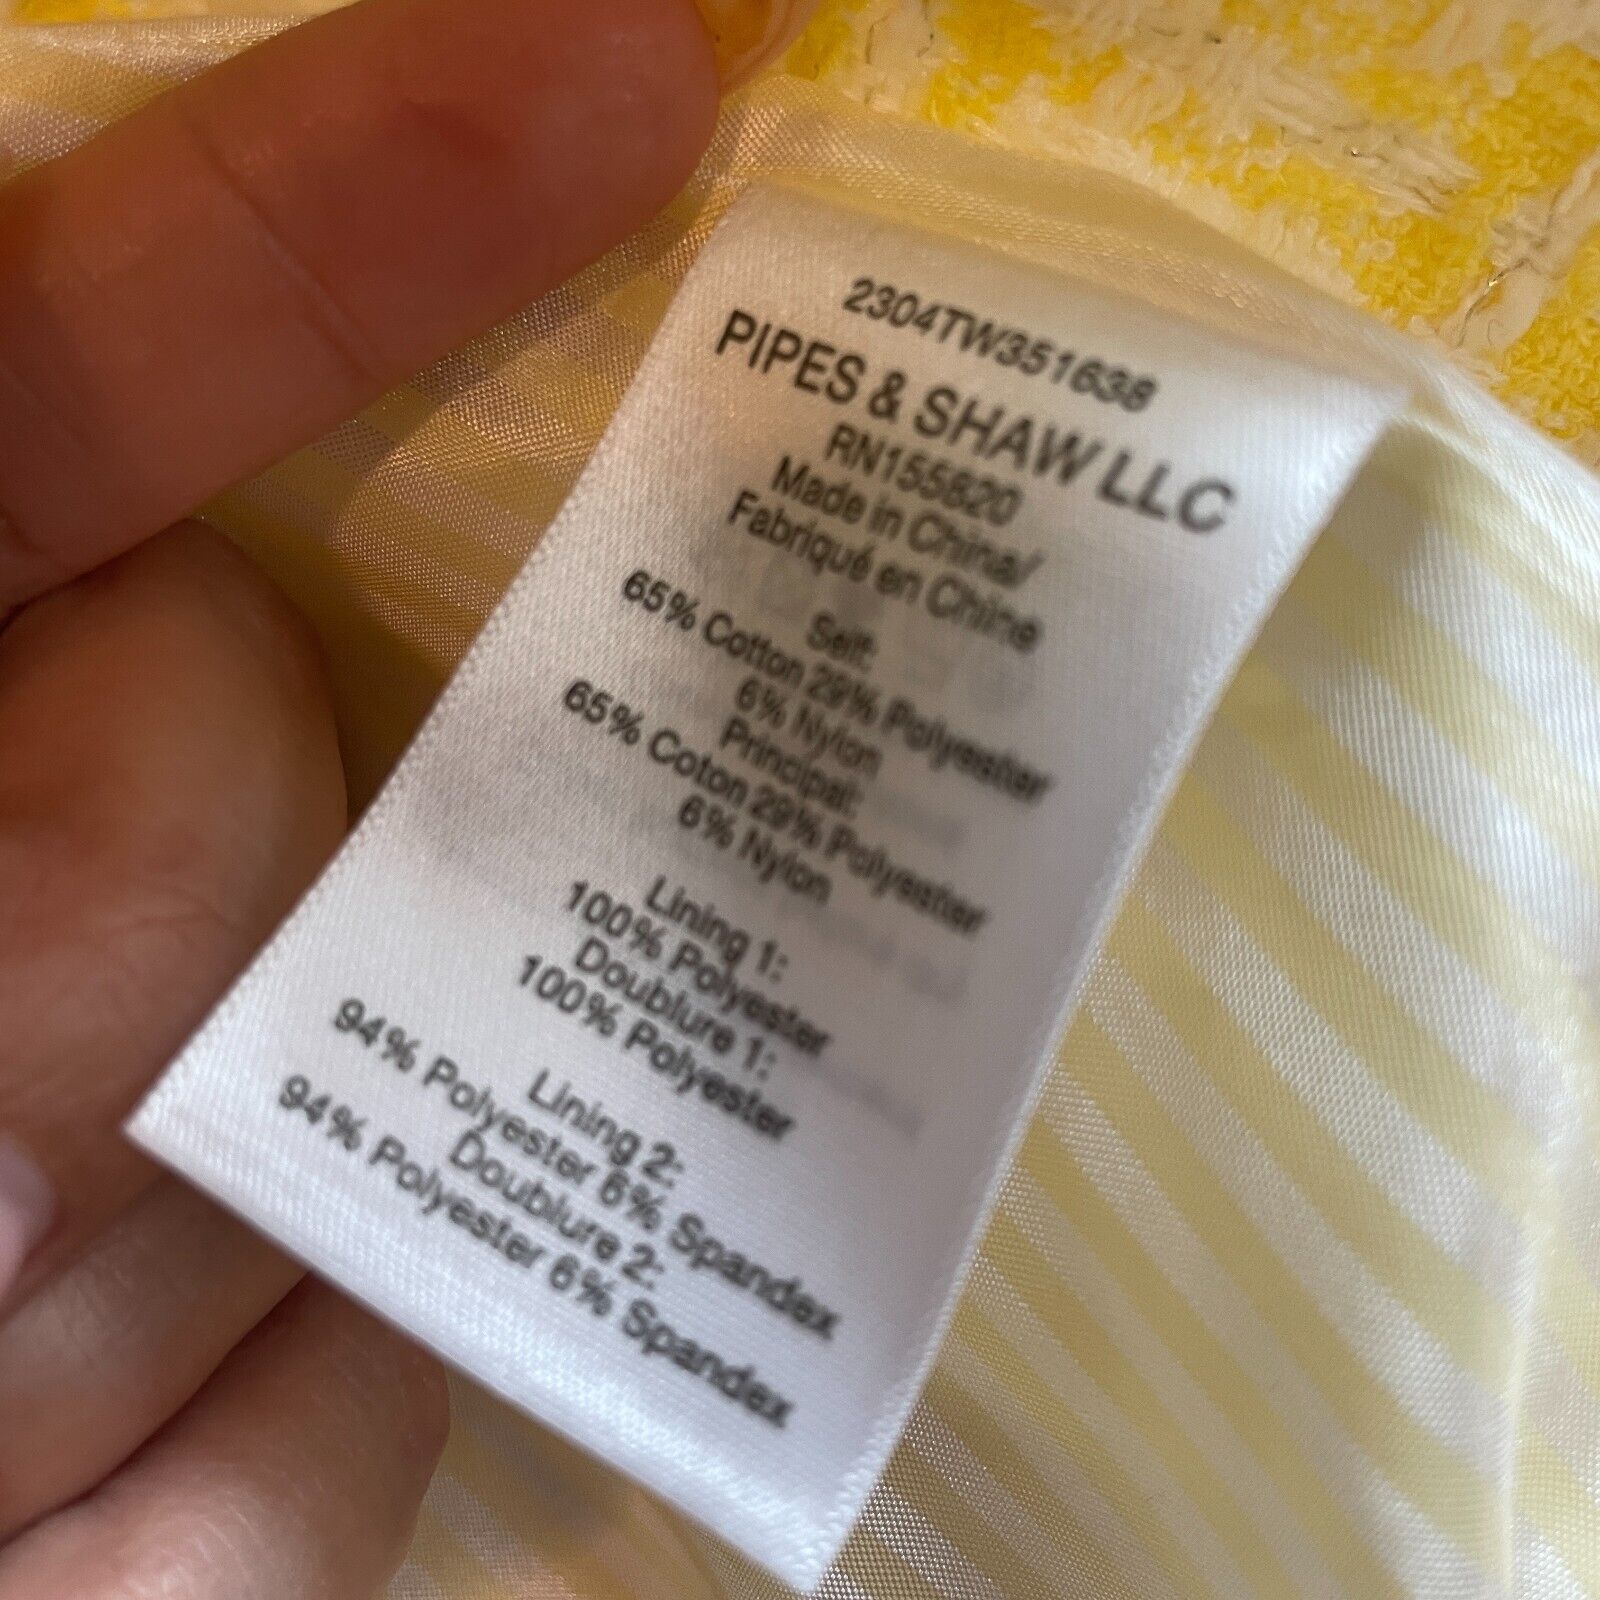 2304TW351638
PIPES & SHAW LLC
RN155820
Made in China/
Fabriqué en Chine
Self:
65% Cotton 29% Polyester
6% Nylon
Principal:
65% Coton 29% Polyester
6% Nylon
Lining 1:
100% Polyester
Doublure 1:
100% Polyester
Lining 2:
94% Polyester 6% Spandex
Doublure 2:
94% Polyester 6% Spandex